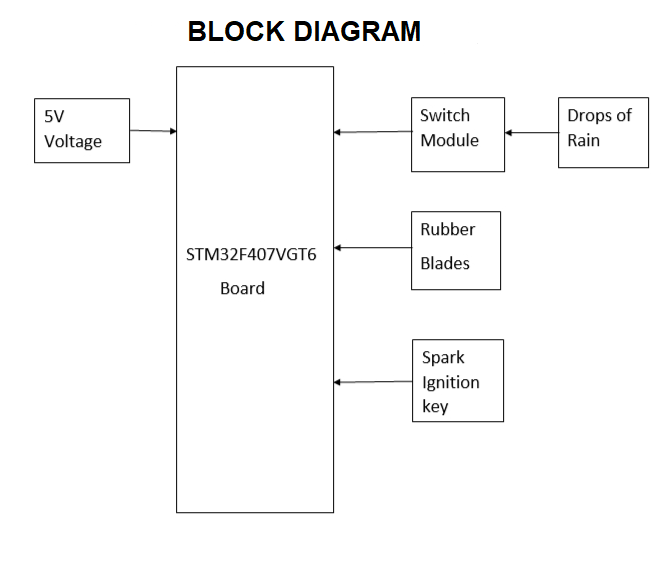 BLOCK DIAGRAM
5V
Voltage
STM32F407VGT6
Board
Switch
Module
Drops of
Rain
Rubber
Blades
Spark
Ignition
key